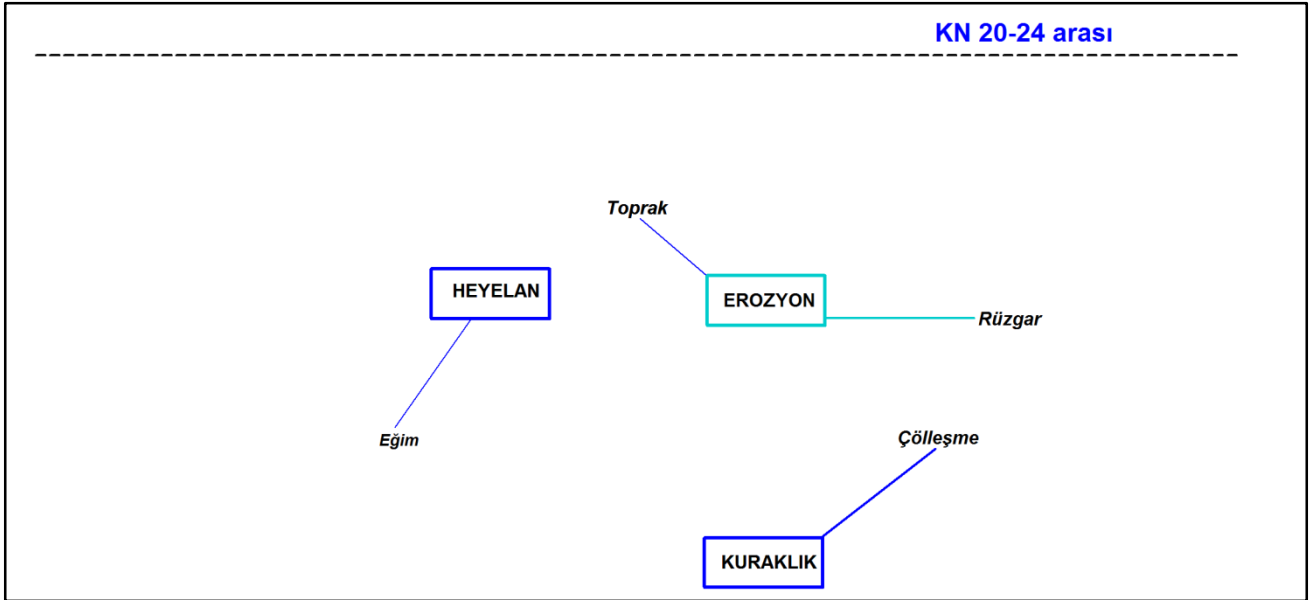 KN 20-24 arası
Toprak
HEYELAN
EROZYON
Rüzgar
Eğim
Çölleşme
KURAKLIK